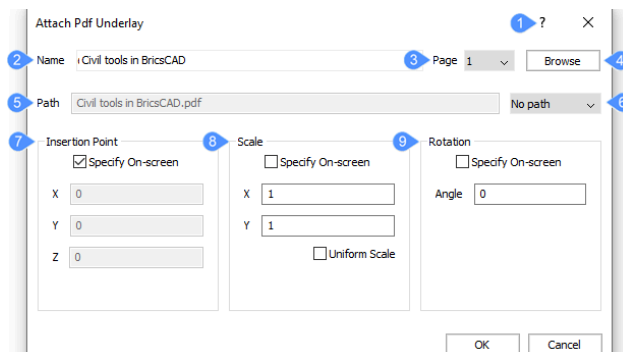 Attach Pdf Underlay 1 ?
2 Name Civil tools in BricsCAD 3 Page 1 Browse 4
5 Path Civil tools in BricsCAD.pdf No path 6
7 Insertion Point 8 Scale 9 Rotation
Specify On-screen Specify On-screen Specify On-screen
X 0 X 1 Angle 0
Y 0 Y 1
Z 0 Uniform Scale
OK Cancel